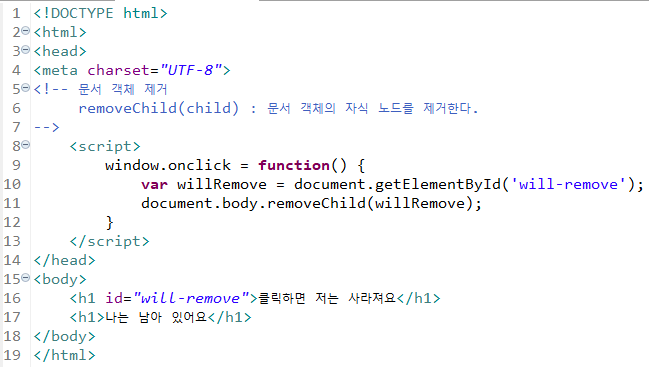 1 <!DOCTYPE html>
2 <html>
3 <head>
4 <meta charset="UTF-8">
5 <!-- 문서 객체 제거
6 removeChild(child) : 문서 객체의 자식 노드를 제거한다.
7 -->
8 <script>
9 window.onclick = function() {
10 var willRemove = document.getElementById('will-remove');
11 document.body.removeChild(willRemove);
12 }
13 </script>
14 </head>
15 <body>
16 <h1 id="will-remove">클릭하면 저는 사라져요</h1>
17 <h1>나는 남아 있어요</h1>
18 </body>
19 </html>